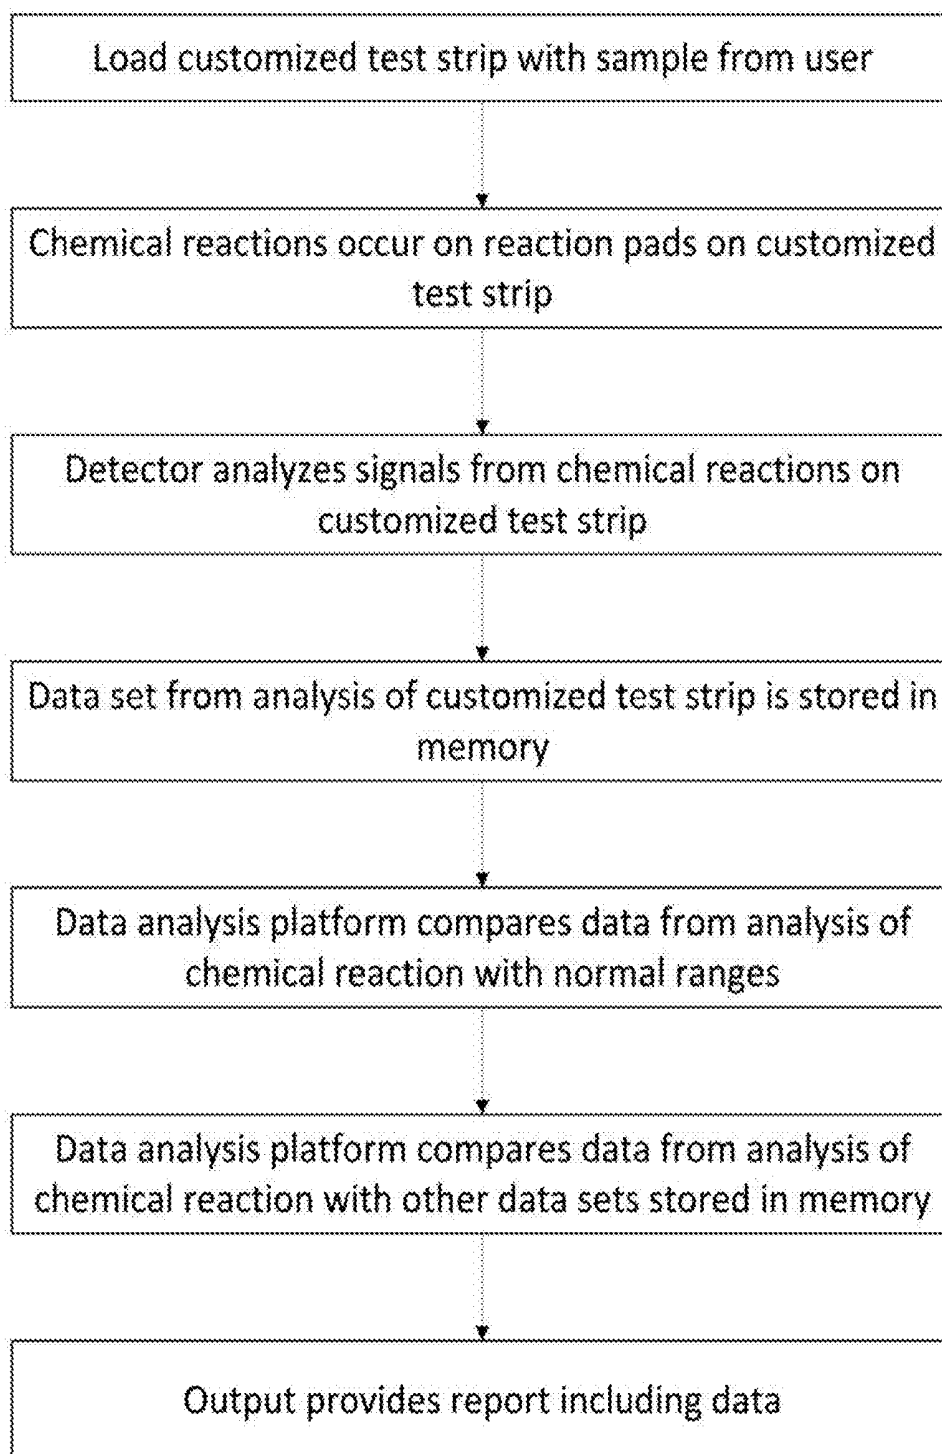 Load customized test strip with sample from user
Chemical reactions occur on reaction pads on customized
test strip
Detector analyzes signals from chemical reactions on
customized test strip
Data set from analysis of customized test strip is stored in
memory
Data analysis platform compares data from analysis of
chemical reaction with normal ranges
Data analysis platform compares data from analysis of
chemical reaction with other data sets stored in memory
Output provides report including data